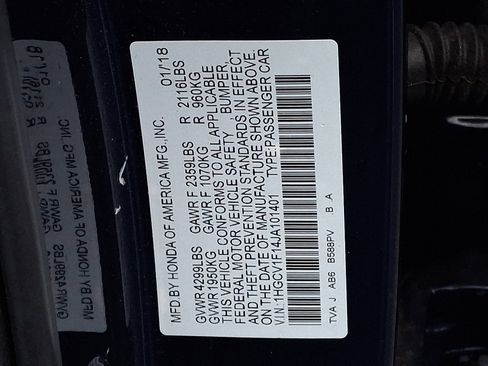 MFD BY HONDA OF AMERICA MFG. INC. 01/18
GVWR 4299LBS GAWR F 2359LBS R 2116LBS
GVWR 1950KG GAWR F 1070KG R 960KG
THIS VEHICLE CONFORMS TO ALL APPLICABLE
FEDERAL MOTOR VEHICLE SAFETY , BUMPER,
AND THEFT PREVENTION STANDARDS IN EFFECT
ON THE DATE OF MANUFACTURE SHOWN ABOVE.
V.I.N.:1HGCV1F14JA101401 TYPE:PASSENGER CAR
TVA J AB6 B588PV B .A